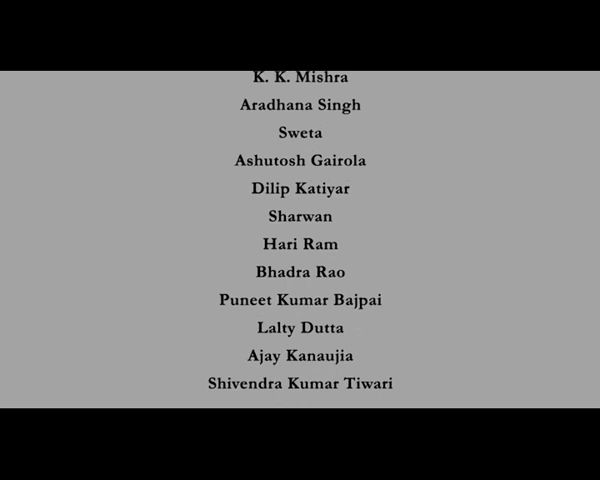 K. K. Mishra
Aradhana Singh
Sweta
Ashutosh Gairola
Dilip Katiyar
Sharwan
Hari Ram
Bhadra Rao
Puneet Kumar Bajpai
Lalty Dutta
Ajay Kanaujia
Shivendra Kumar Tiwari